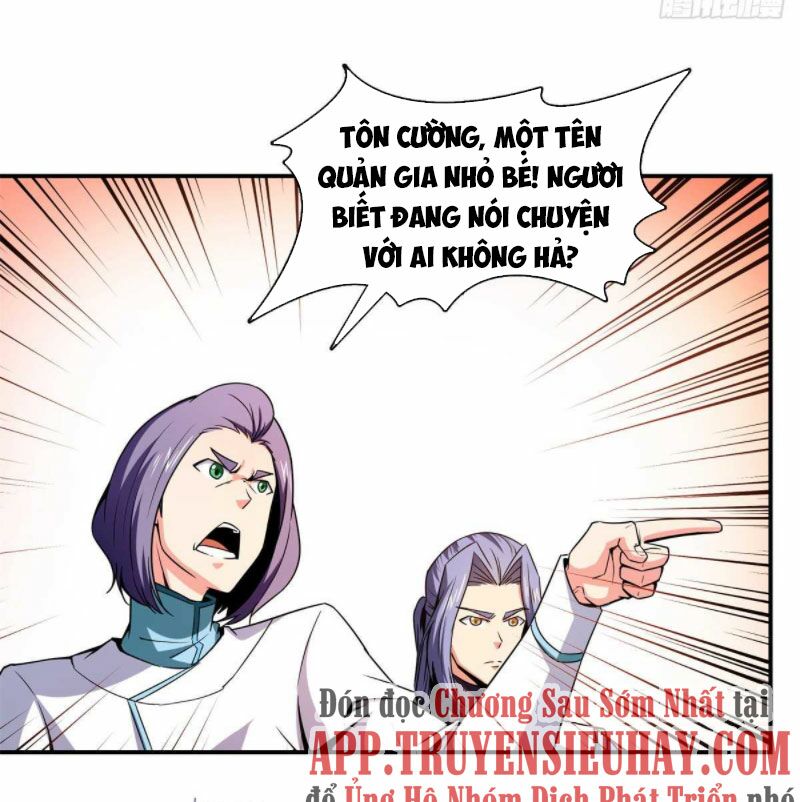 TÔN CƯỜNG, MỘT TÊN
QUẢN GIA NHỎ BÉ! NGƯƠI
BIẾT ĐANG NÓI CHUYỆN
VỚI AI KHÔNG HẢ?
Đón đọc Chương Sau Sớm Nhất tại
APP.TRUYENSIEUHAY.COM
để Ủng Hộ Nhóm Dịch Phát Triển nhé